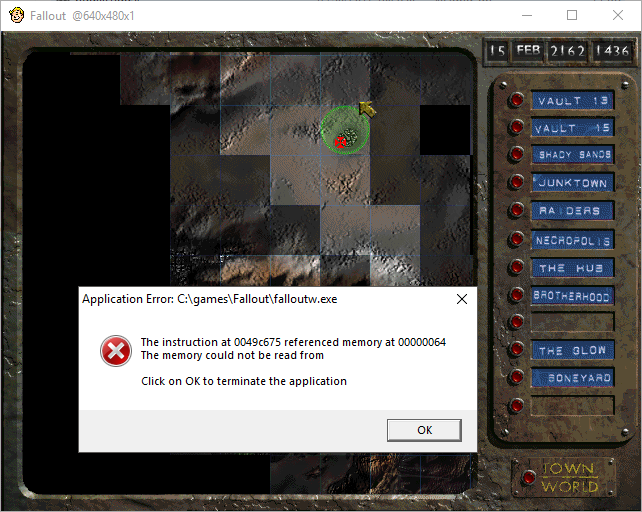 Fallout @640x480x1
15 FEB 2162 1436
VAULT 13
VAULT 15
SHADY SANDS
JUNKTOWN
RAIDERS
NECROPOLIS
THE HUB
BROTHERHOOD
THE GLOW
BONEYARD
TOWN
WORLD
Application Error: C:\games\Fallout\falloutw.exe
The instruction at 0049c675 referenced memory at 00000064
The memory could not be read from
Click on OK to terminate the application
OK